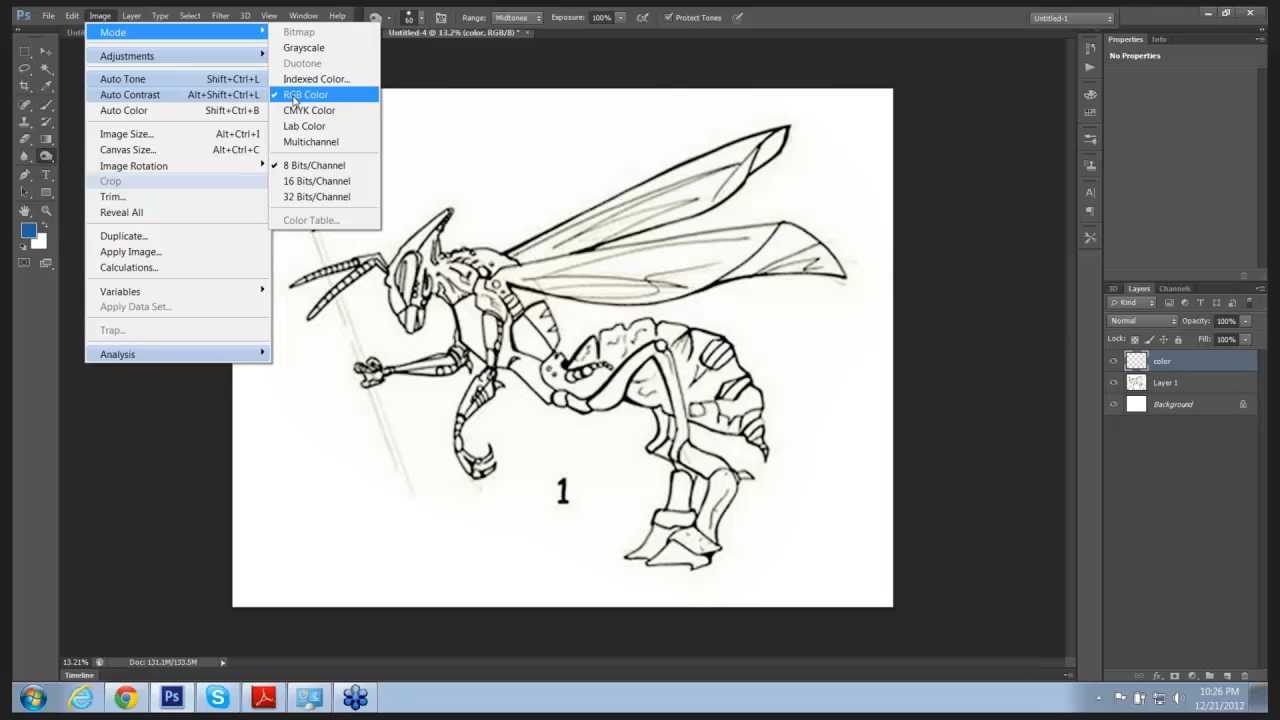 Ps File Edit Image Layer Type Select Filter 3D View Window Help 60 Range: Midtones Exposure: 100% Protect Tones Untitled-1
Untitled-4 @ 13.2% (color, RGB/8) * ×
Mode
Adjustments
Auto Tone Shift+Ctrl+L
Auto Contrast Alt+Shift+Ctrl+L
Auto Color Shift+Ctrl+B
Image Size... Alt+Ctrl+I
Canvas Size... Alt+Ctrl+C
Image Rotation
Crop
Trim...
Reveal All
Duplicate...
Apply Image...
Calculations...
Variables
Apply Data Set...
Trap...
Analysis
Bitmap
Grayscale
Duotone
Indexed Color...
RGB Color
CMYK Color
Lab Color
Multichannel
8 Bits/Channel
16 Bits/Channel
32 Bits/Channel
Color Table...
1
Properties Info
No Properties
3D Layers Channels
Kind
Normal Opacity: 100%
Lock: Fill: 100%
color
Layer 1
Background
fx
13.21% Doc: 131.1M/133.5M
Timeline
Ps
10:26 PM
12/21/2012